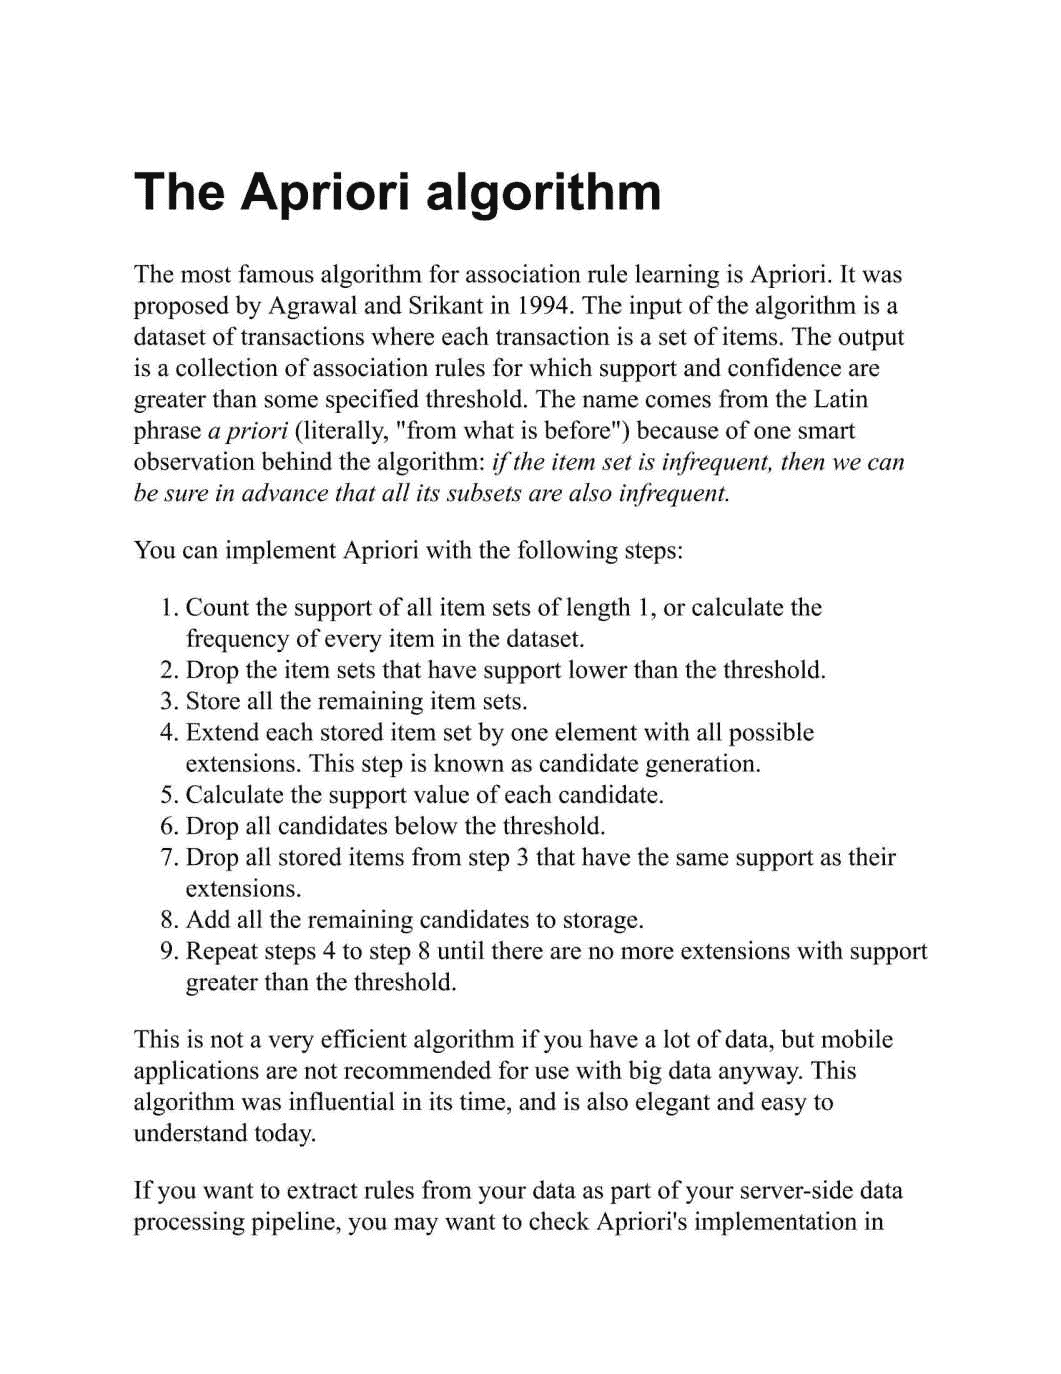 The Apriori algorithm
The most famous algorithm for association rule learning is Apriori. It was
proposed by Agrawal and Srikant in 1994. The input of the algorithm is a
dataset of transactions where each transaction is a set of items. The output
is a collection of association rules for which support and confidence are
greater than some specified threshold. The name comes from the Latin
phrase a priori (literally, "from what is before") because of one smart
observation behind the algorithm: if the item set is infrequent, then we can
be sure in advance that all its subsets are also infrequent.
You can implement Apriori with the following steps:
1. Count the support of all item sets of length 1, or calculate the
frequency of every item in the dataset.
2. Drop the item sets that have support lower than the threshold.
3. Store all the remaining item sets.
4. Extend each stored item set by one element with all possible
extensions. This step is known as candidate generation.
5. Calculate the support value of each candidate.
6. Drop all candidates below the threshold.
7. Drop all stored items from step 3 that have the same support as their
extensions.
8. Add all the remaining candidates to storage.
9. Repeat steps 4 to step 8 until there are no more extensions with support
greater than the threshold.
This is not a very efficient algorithm if you have a lot of data, but mobile
applications are not recommended for use with big data anyway. This
algorithm was influential in its time, and is also elegant and easy to
understand today.
If you want to extract rules from your data as part of your server-side data
processing pipeline, you may want to check Apriori's implementation in